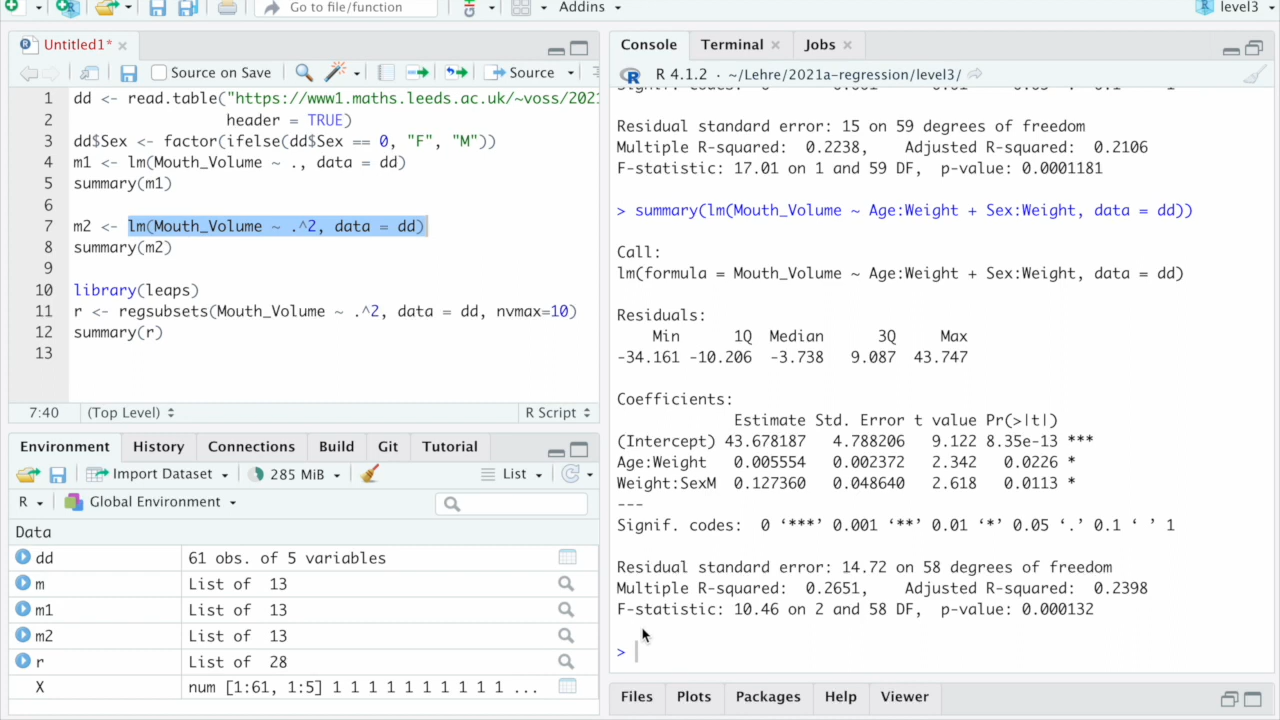 Go to file/function
Addins
level3
Untitled1*
Source on Save
Source
1 dd <- read.table("https://www1.maths.leeds.ac.uk/~voss/202
2 header = TRUE)
3 dd$Sex <- factor(ifelse(dd$Sex == 0, "F", "M"))
4 m1 <- lm(Mouth_Volume ~ ., data = dd)
5 summary(m1)
6
7 m2 <- lm(Mouth_Volume ~ .^2, data = dd)
8 summary(m2)
9
10 library(leaps)
11 r <- regsubsets(Mouth_Volume ~ .^2, data = dd, nvmax=10)
12 summary(r)
13
7:40 (Top Level) R Script
Environment History Connections Build Git Tutorial
Import Dataset 285 MiB List
R Global Environment
Data
dd 61 obs. of 5 variables
m List of 13
m1 List of 13
m2 List of 13
r List of 28
X num [1:61, 1:5] 1 1 1 1 1 1 1 1 1 1 ...
Console Terminal Jobs
R 4.1.2 · ~/Lehre/2021a-regression/level3/
Residual standard error: 15 on 59 degrees of freedom
Multiple R-squared: 0.2238, Adjusted R-squared: 0.2106
F-statistic: 17.01 on 1 and 59 DF, p-value: 0.0001181
> summary(lm(Mouth_Volume ~ Age:Weight + Sex:Weight, data = dd))
Call:
lm(formula = Mouth_Volume ~ Age:Weight + Sex:Weight, data = dd)
Residuals:
Min 1Q Median 3Q Max
-34.161 -10.206 -3.738 9.087 43.747
Coefficients:
Estimate Std. Error t value Pr(>|t|)
(Intercept) 43.678187 4.788206 9.122 8.35e-13 ***
Age:Weight 0.005554 0.002372 2.342 0.0226 *
Weight:SexM 0.127360 0.048640 2.618 0.0113 *
---
Signif. codes: 0 ‘***’ 0.001 ‘**’ 0.01 ‘*’ 0.05 ‘.’ 0.1 ‘ ’ 1
Residual standard error: 14.72 on 58 degrees of freedom
Multiple R-squared: 0.2651, Adjusted R-squared: 0.2398
F-statistic: 10.46 on 2 and 58 DF, p-value: 0.000132
>
Files Plots Packages Help Viewer